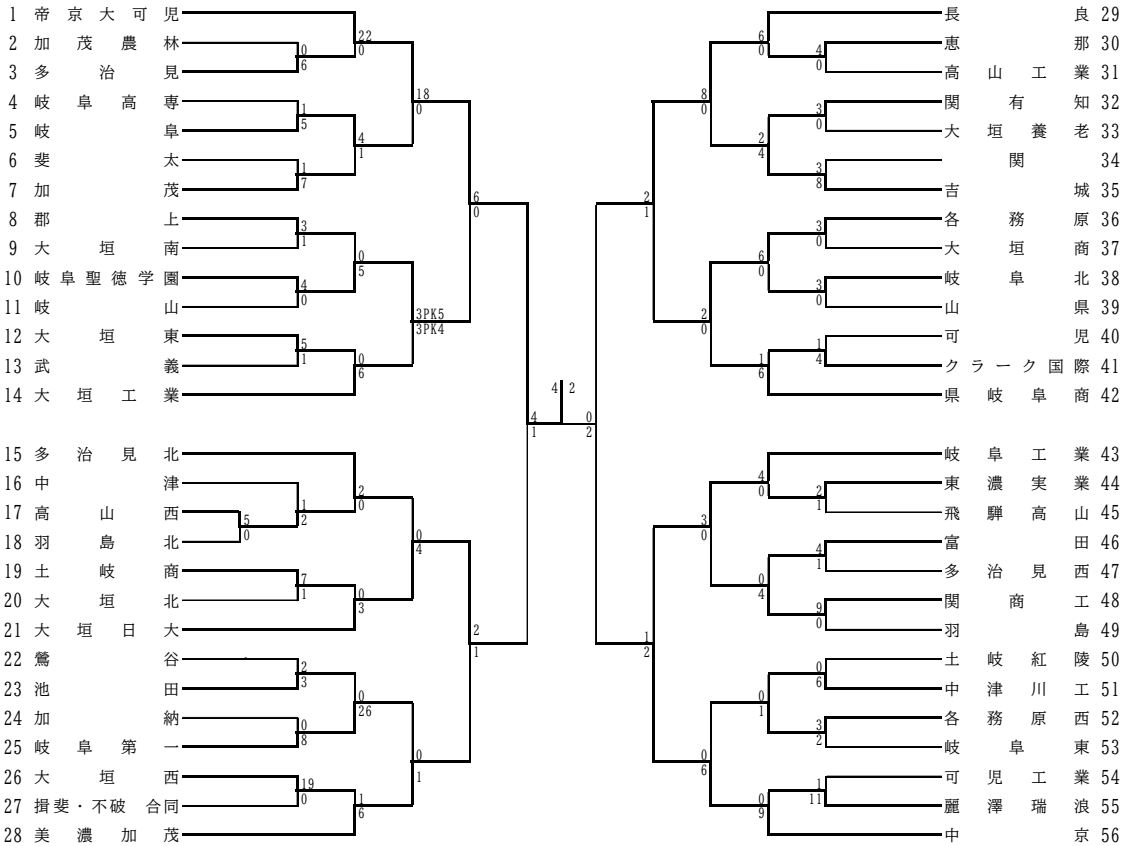 1 帝京大可児
2 加茂農林
3 多治見
4 岐阜高専
5 岐阜
6 斐太
7 加茂
8 郡上
9 大垣南
10 岐阜聖徳学園
11 岐山
12 大垣東
13 武義
14 大垣工業
15 多治見北
16 中津
17 高山西
18 羽島北
19 土岐商
20 大垣北
21 大垣日大
22 鶯谷
23 池田
24 加納
25 岐阜第一
26 大垣西
27 揖斐・不破 合同
28 美濃加茂
22
0
0
6
1
5
4
1
1
7
18
0
3
1
0
5
4
0
5
1
0
6
3PK5
3PK4
6
0
2
0
1
2
5
0
7
1
0
3
0
4
2
3
0
26
0
8
19
0
1
6
0
1
2
1
4
1
4 2
0
2
2
1
1
2
8
0
2
0
3
0
0
6
6
0
4
0
3
0
2
4
3
8
3
0
6
0
3
0
1
4
1
6
4
0
2
1
4
1
0
4
9
0
0
6
0
1
3
2
1
11
0
9
長良 29
恵那 30
高山工業 31
関有知 32
大垣養老 33
関 34
吉城 35
各務原 36
大垣商 37
岐阜北 38
山県 39
可児 40
クラーク国際 41
県岐阜商 42
岐阜工業 43
東濃実業 44
飛騨高山 45
富田 46
多治見西 47
関商工 48
羽島 49
土岐紅陵 50
中津川工 51
各務原西 52
岐阜東 53
可児工業 54
麗澤瑞浪 55
中京 56